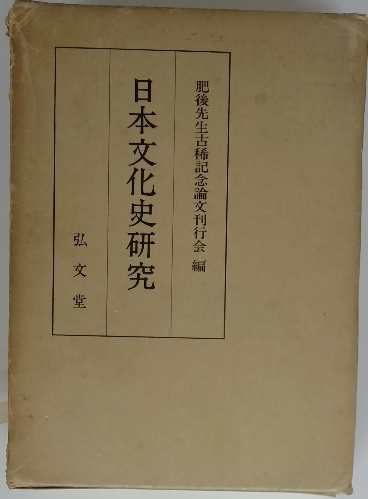 肥後先生古稀記念論文刊行会 編
日本文化史研究
弘文堂